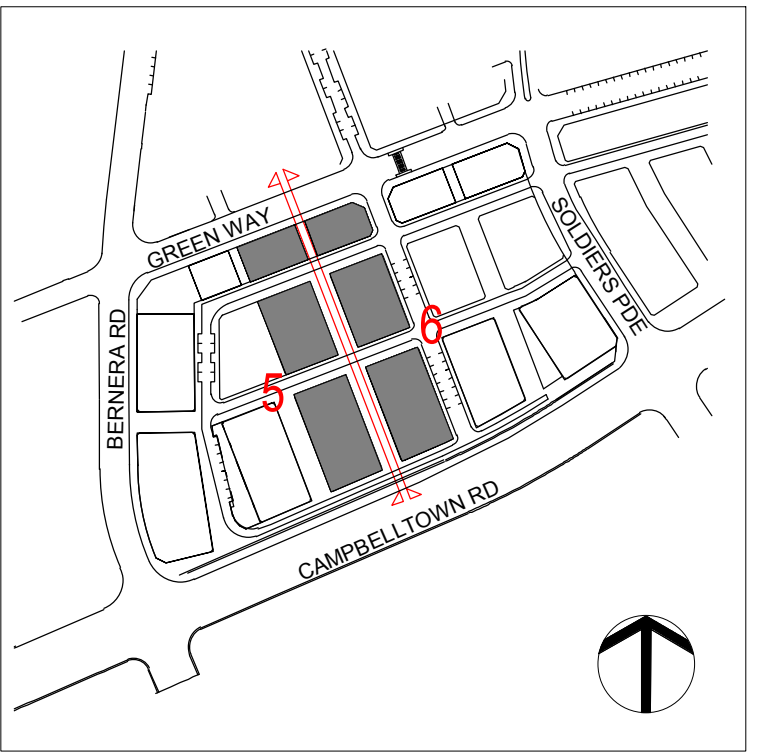 GREEN WAY
SOLDIERS PDE
6
BERNERA RD
5
CAMPBELLTOWN RD